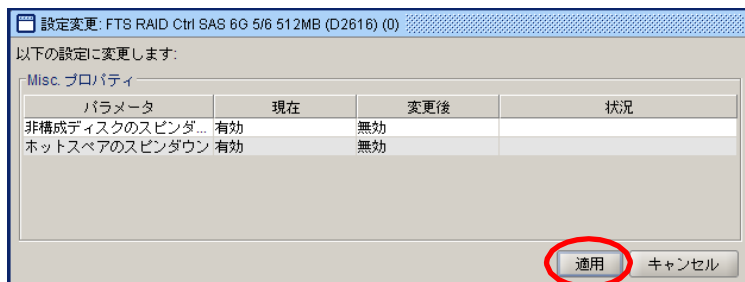 設定変更: FTS RAID Ctrl SAS 6G 5/6 512MB (D2616) (0)
以下の設定に変更します:
Misc. プロパティ
パラメータ 現在 変更後 状況
非構成ディスクのスピンダ... 有効 無効
ホットスペアのスピンダウン 有効 無効
適用 キャンセル